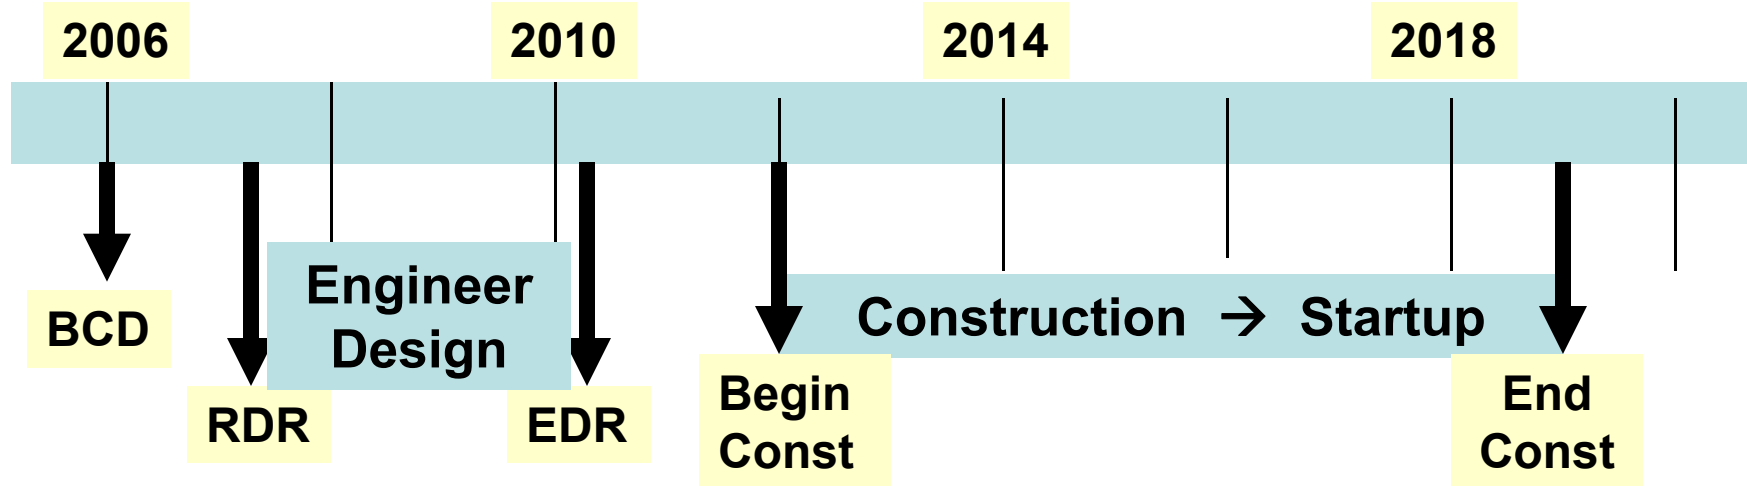 2006
2010
2014
2018
BCD
RDR
Engineer
Design
EDR
Begin
Const
Construction → Startup
End
Const